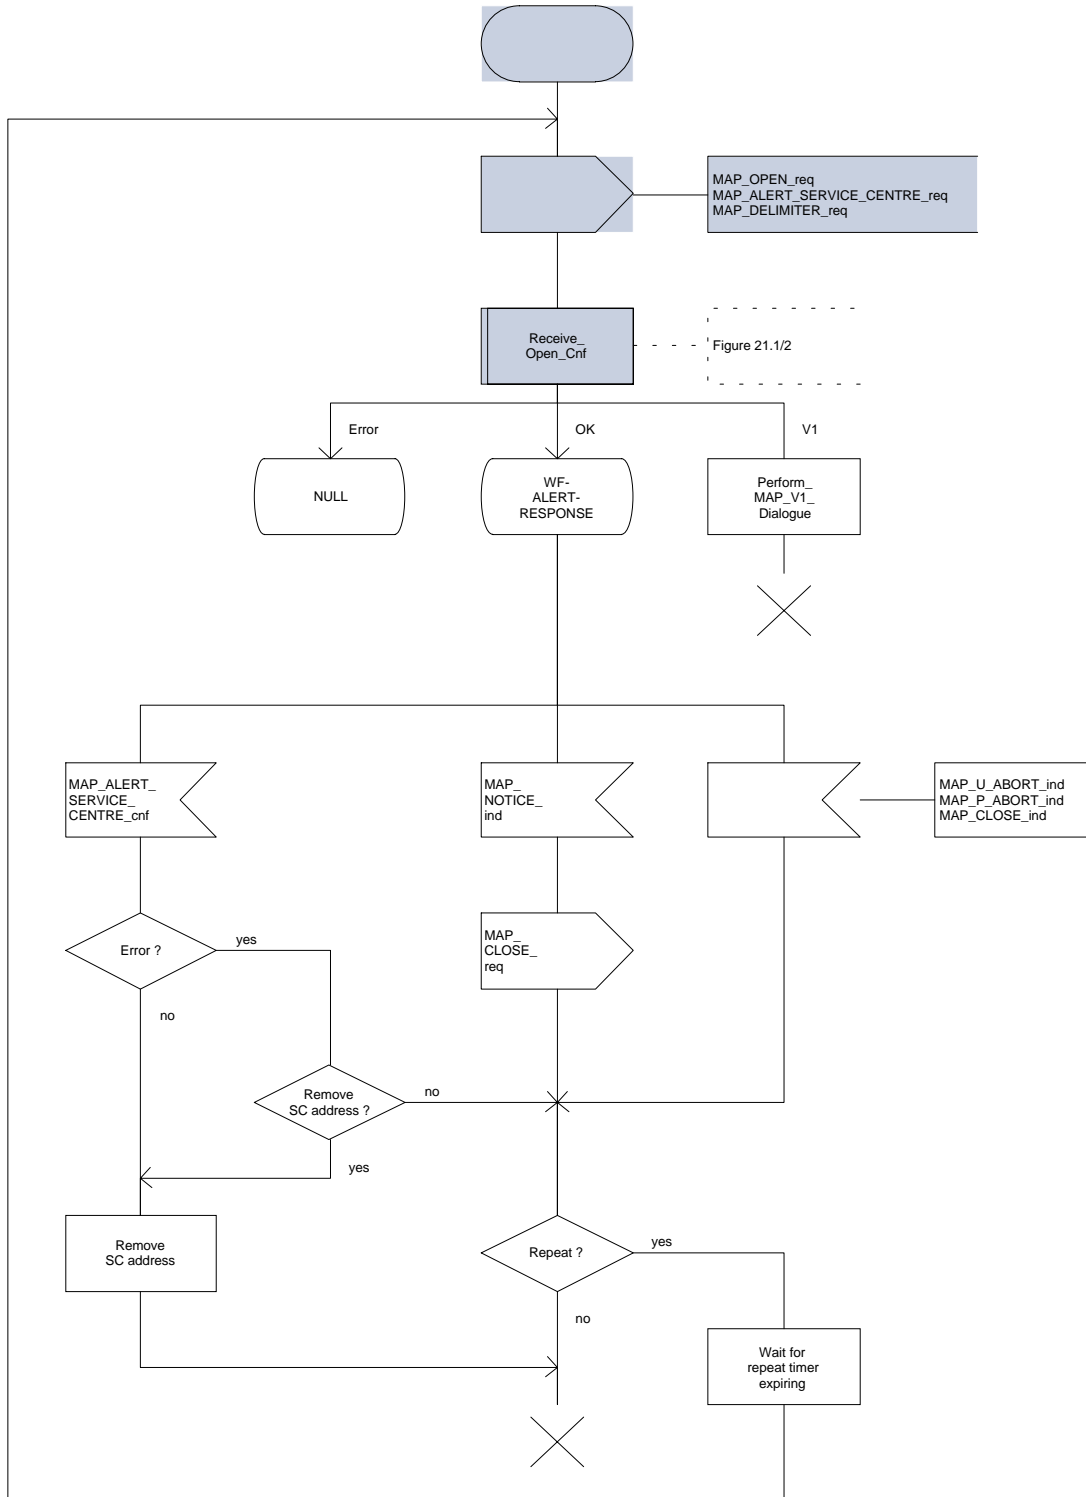 MAP_OPEN_req
MAP_ALERT_SERVICE_CENTRE_req
MAP_DELIMITER_req
Receive_
Open_Cnf
Figure 21.1/2
Error
OK
V1
NULL
WF-
ALERT-
RESPONSE
Perform_
MAP_V1_
Dialogue
MAP_ALERT_
SERVICE_
CENTRE_cnf
MAP_
NOTICE_
ind
MAP_U_ABORT_ind
MAP_P_ABORT_ind
MAP_CLOSE_ind
Error ?
yes
no
MAP_
CLOSE_
req
Remove
SC address ?
no
yes
Remove
SC address
Repeat ?
yes
no
Wait for
repeat timer
expiring